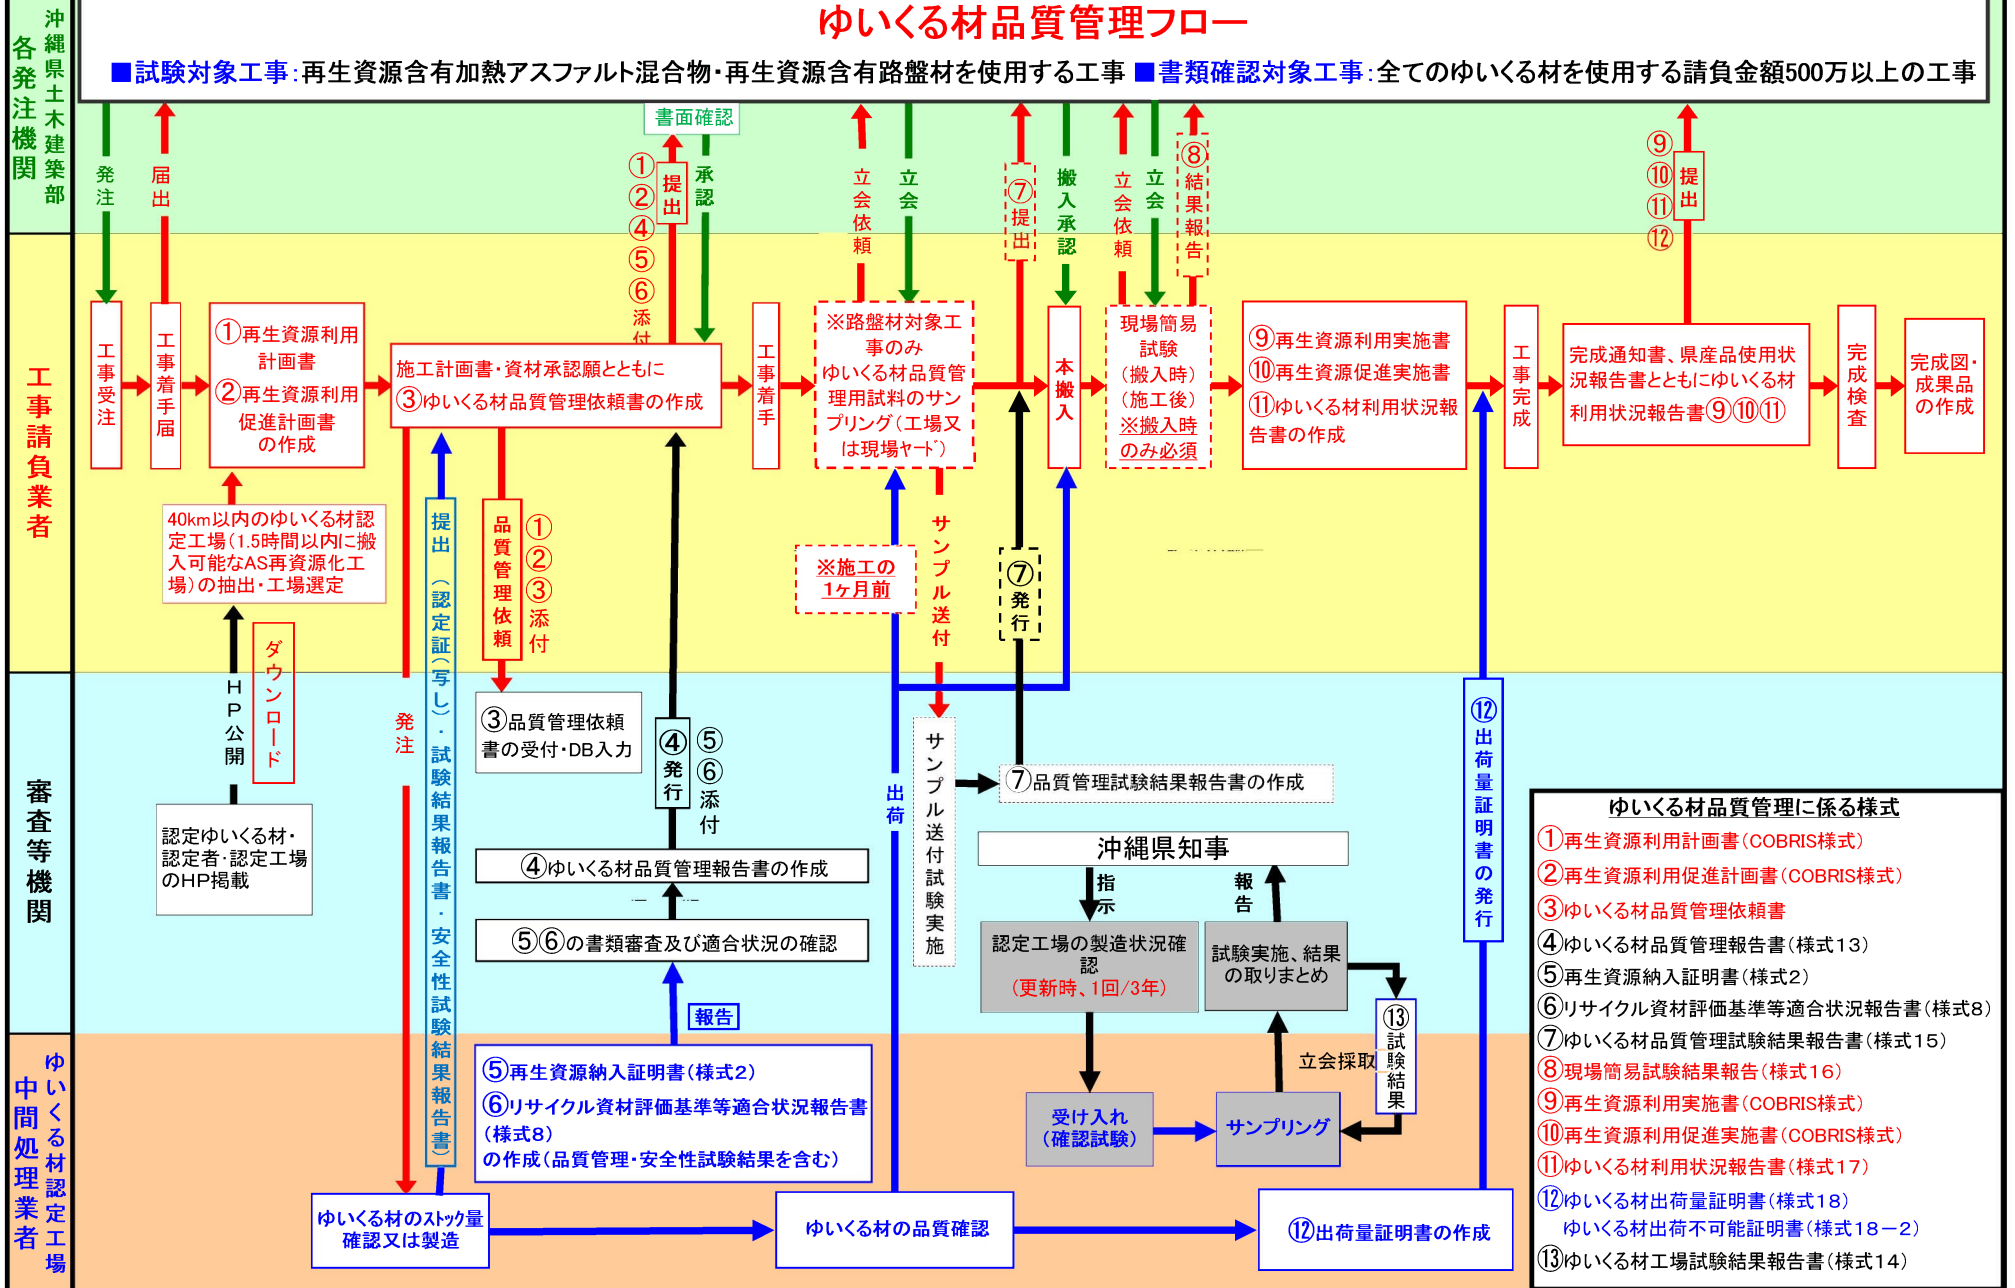 ゆいくる材品質管理フロー
■試験対象工事：再生資源含有加熱アスファルト混合物・再生資源含有路盤材を使用する工事 ■書類確認対象工事：全てのゆいくる材を使用する請負金額500万以上の工事
各発注機関
沖縄県土木建築部
発注
届出
書面確認
①②④⑤⑥添付
提出
承認
立会依頼
立会
⑦提出
搬入承認
立会依頼
立会
⑧結果報告
⑨⑩⑪⑫
提出
工事請負業者
工事受注
工事着手届
①再生資源利用
計画書
②再生資源利用
促進計画書
の作成
施工計画書・資材承認願とともに
③ゆいくる材品質管理依頼書の作成
工事着手
※路盤材対象工
事のみ
ゆいくる材品質管
理用試料のサン
プリング（工場又
は現場ヤード）
本搬入
現場簡易
試験
（搬入時）
（施工後）
※搬入時
のみ必須
⑨再生資源利用実施書
⑩再生資源促進実施書
⑪ゆいくる材利用状況報
告書の作成
工事完成
完成通知書、県産品使用状
況報告書とともにゆいくる材
利用状況報告書⑨⑩⑪
完成検査
完成図・
成果品
の作成
40km以内のゆいくる材認
定工場（1.5時間以内に搬
入可能なAS再資源化工
場）の抽出・工場選定
ダウンロード
HP公開
発注
提出 （認定証（写し）・試験結果報告書・安全性試験結果報告書）
品質管理依頼
①②③添付
※施工の
1ヶ月前
サンプル送付
⑦発行
審査等機関
認定ゆいくる材・
認定者・認定工場
のHP掲載
③品質管理依頼
書の受付・DB入力
④発行
⑤⑥添付
④ゆいくる材品質管理報告書の作成
⑤⑥の書類審査及び適合状況の確認
報告
出荷
サンプル送付試験実施
⑦品質管理試験結果報告書の作成
沖縄県知事
指示
報告
認定工場の製造状況確
認
（更新時、1回/3年）
試験実施、結果
の取りまとめ
⑬試験結果
立会採取
⑫出荷量証明書の発行
ゆいくる材認定工場
中間処理業者
⑤再生資源納入証明書（様式2）
⑥リサイクル資材評価基準等適合状況報告書
（様式8）
の作成（品質管理・安全性試験結果を含む）
受け入れ
（確認試験）
サンプリング
ゆいくる材のストック量
確認又は製造
ゆいくる材の品質確認
⑫出荷量証明書の作成
ゆいくる材品質管理に係る様式
①再生資源利用計画書（COBRIS様式）
②再生資源利用促進計画書（COBRIS様式）
③ゆいくる材品質管理依頼書
④ゆいくる材品質管理報告書（様式13）
⑤再生資源納入証明書（様式2）
⑥リサイクル資材評価基準等適合状況報告書（様式8）
⑦ゆいくる材品質管理試験結果報告書（様式15）
⑧現場簡易試験結果報告（様式16）
⑨再生資源利用実施書（COBRIS様式）
⑩再生資源利用促進実施書（COBRIS様式）
⑪ゆいくる材利用状況報告書（様式17）
⑫ゆいくる材出荷量証明書（様式18）
ゆいくる材出荷不可能証明書（様式18－2）
⑬ゆいくる材工場試験結果報告書（様式14）